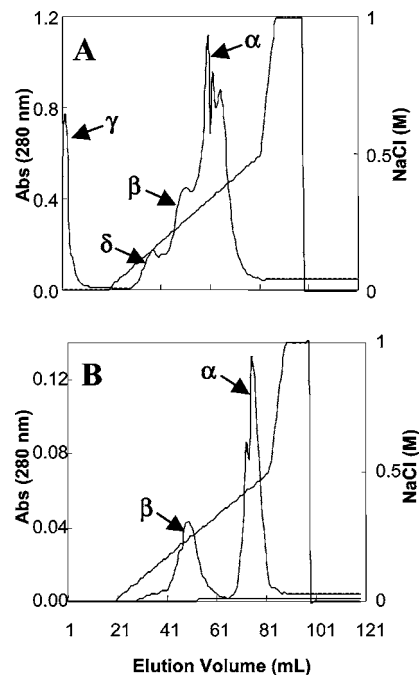 A
1.2
0.8
0.4
0.0
Abs (280 nm)
γ
δ
β
α
1
0.5
0
NaCl (M)
B
0.12
0.08
0.04
0.00
Abs (280 nm)
β
α
1
0.5
0
NaCl (M)
1 21 41 61 81 101 121
Elution Volume (mL)